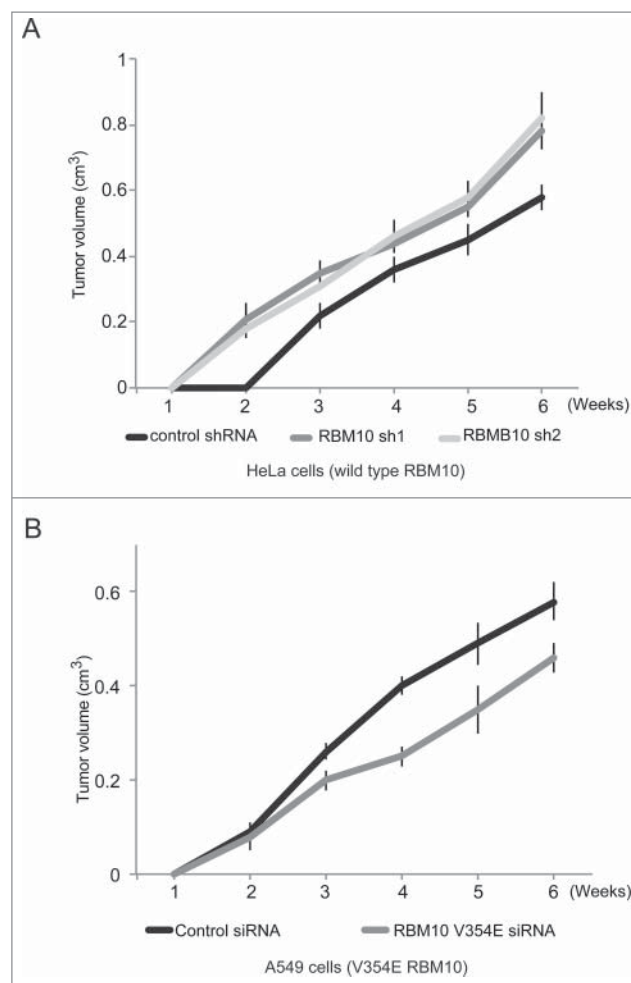 A
Tumor volume (cm3)
1
0.8
0.6
0.4
0.2
0
1 2 3 4 5 6 (Weeks)
control shRNA RBM10 sh1 RBMB10 sh2
HeLa cells (wild type RBM10)
B
Tumor volume (cm3)
0.6
0.4
0.2
0
1 2 3 4 5 6 (Weeks)
Control siRNA RBM10 V354E siRNA
A549 cells (V354E RBM10)